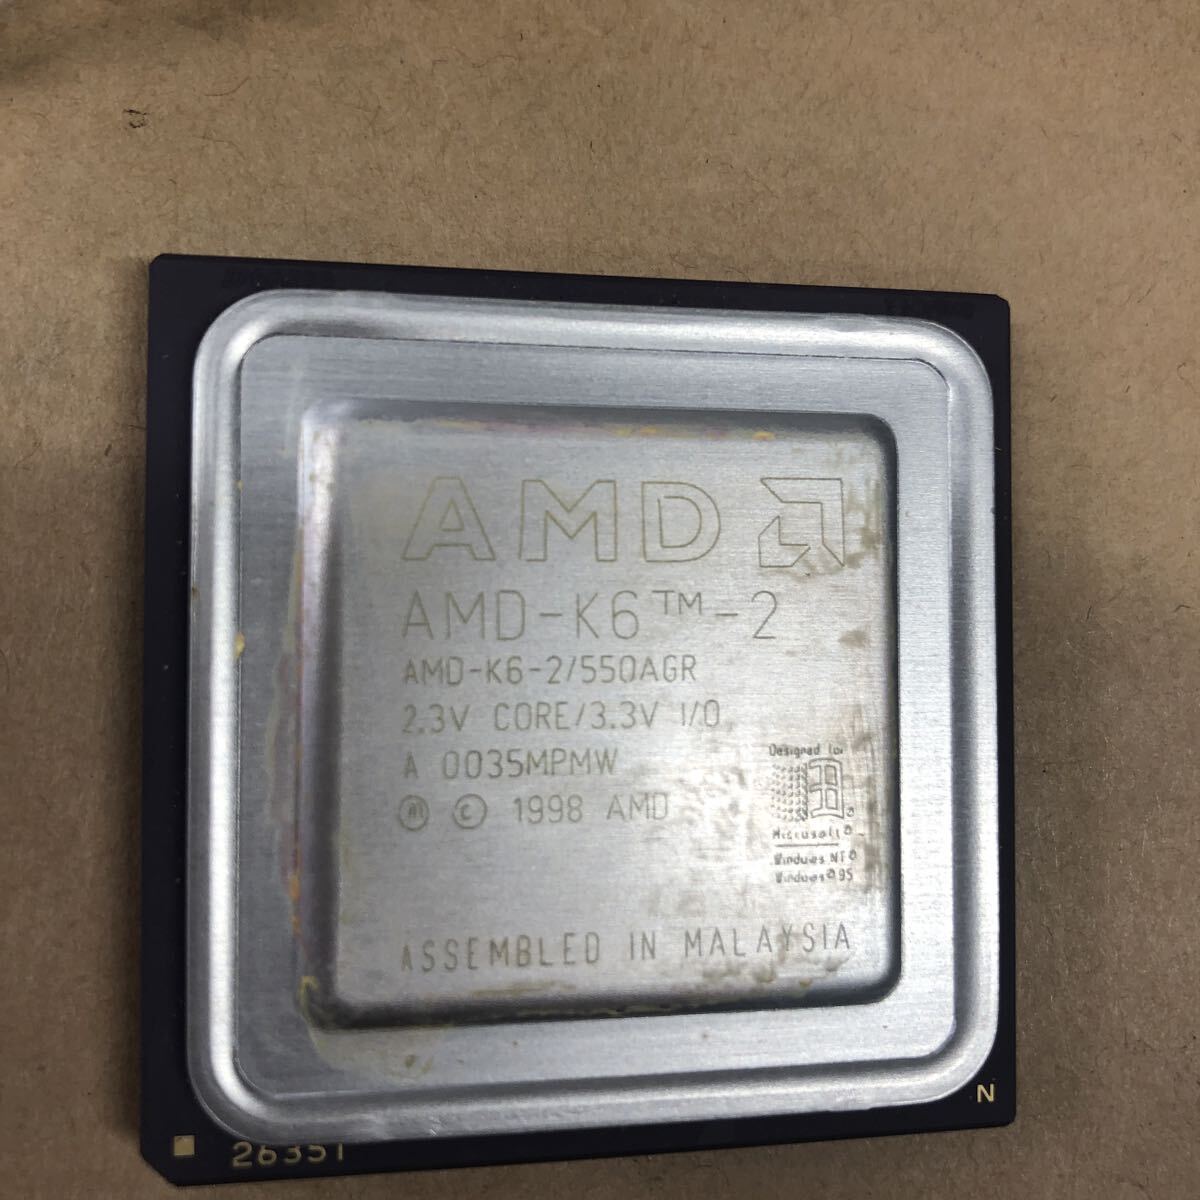 AMD
AMD-K6™-2
AMD-K6-2/550AGR
2.3V CORE/3.3V I/O
A 0035MPMW
Ⓜ © 1998 AMD
Designed for
Microsoft®
Windows NT®
Windows®95
ASSEMBLED IN MALAYSIA
N
26351